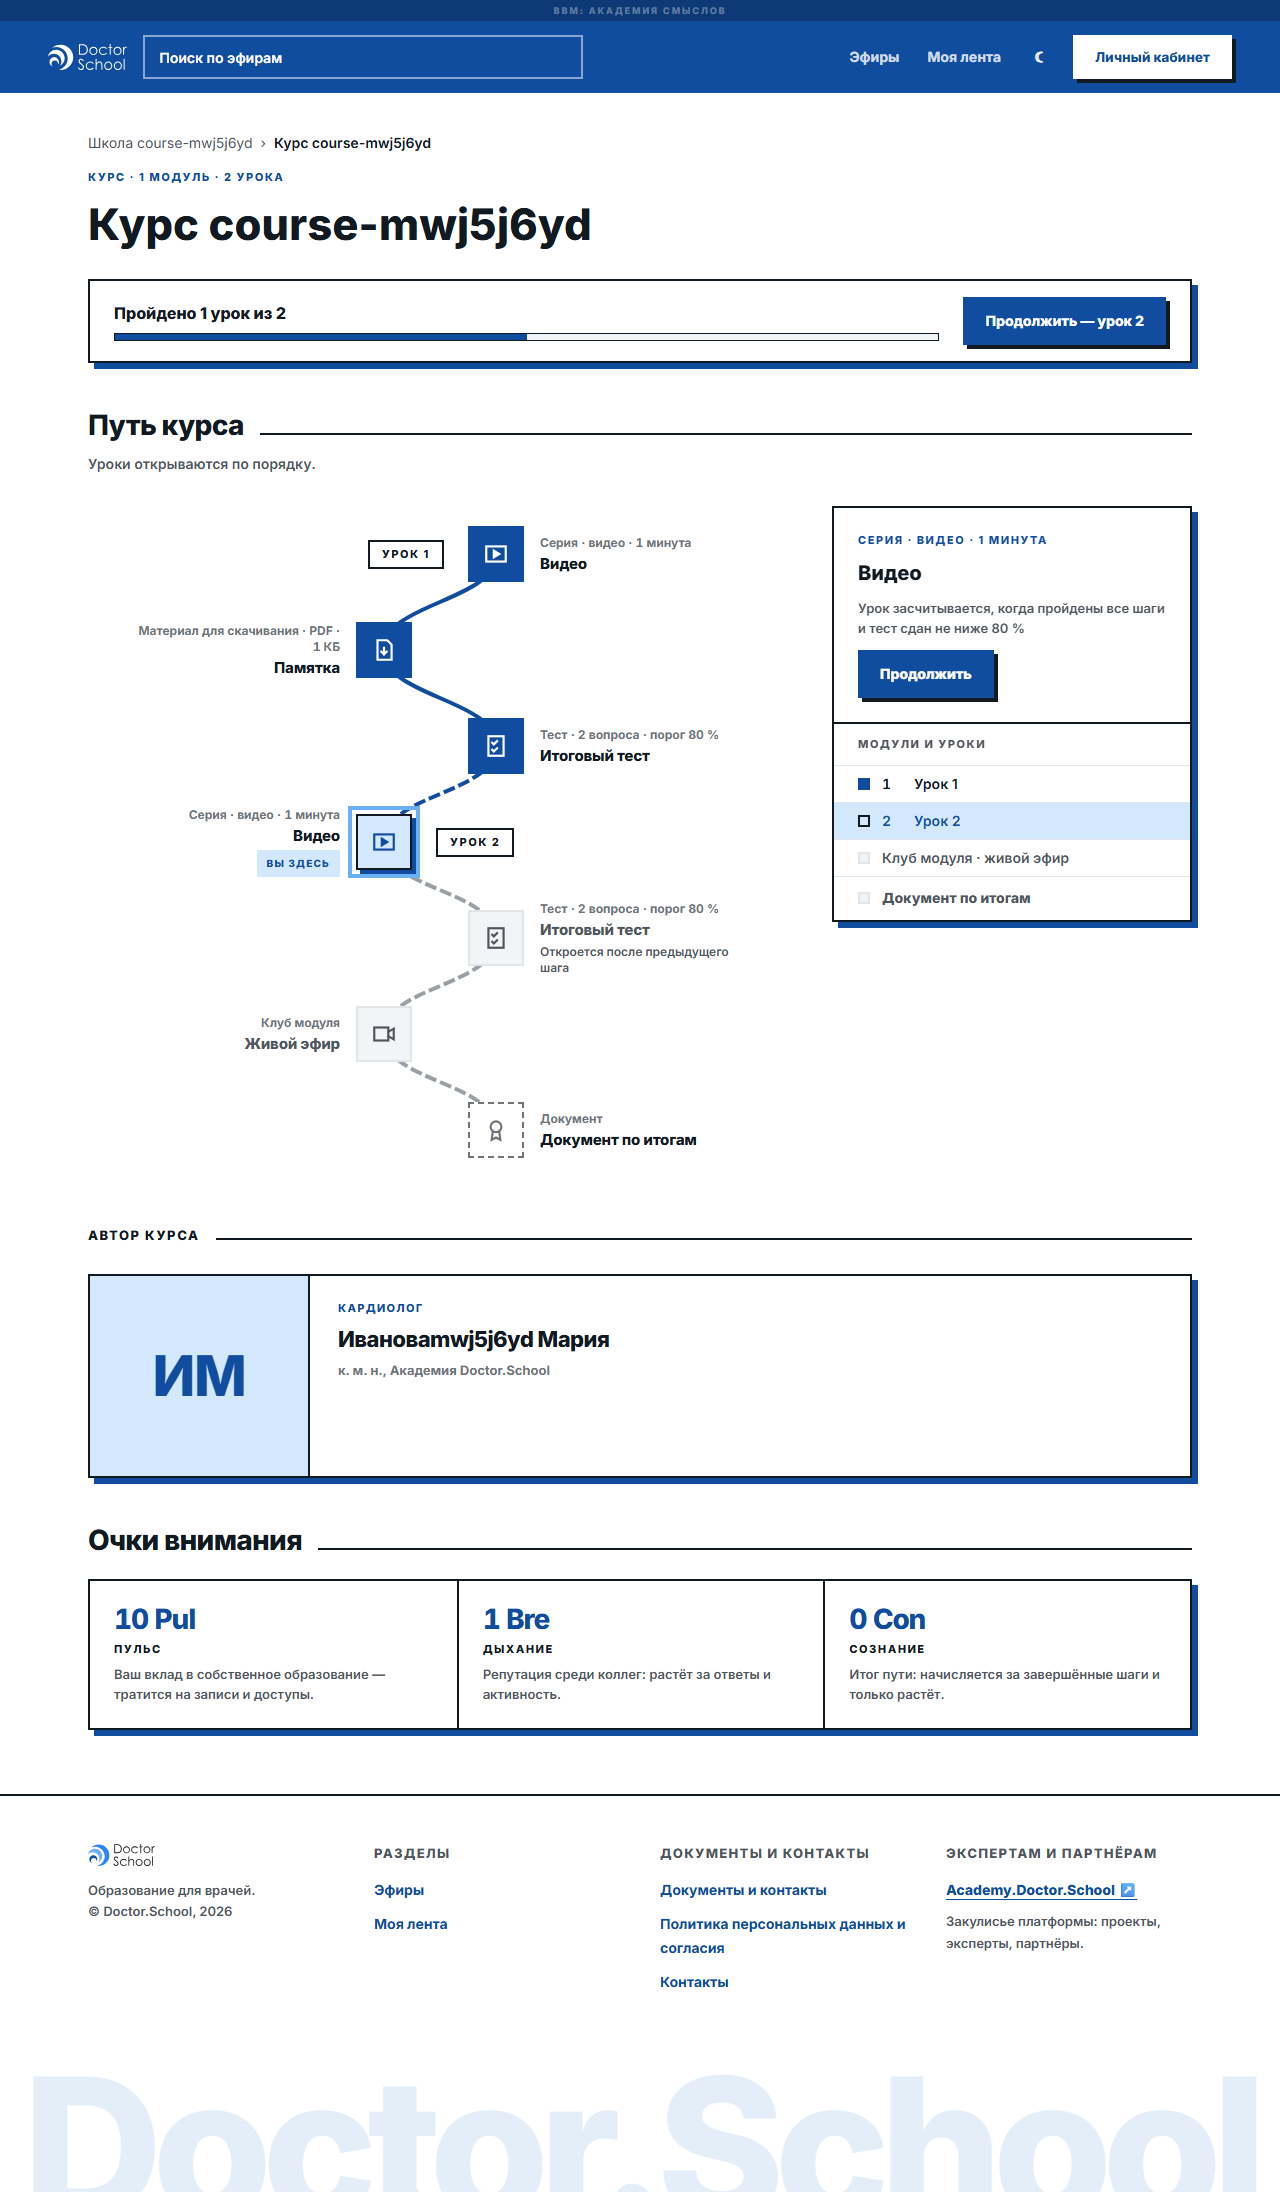 ВВМ: АКАДЕМИЯ СМЫСЛОВ
Doctor School
Поиск по эфирам
Эфиры
Моя лента
Личный кабинет
Школа course-mwj5j6yd › Курс course-mwj5j6yd
КУРС · 1 МОДУЛЬ · 2 УРОКА
Курс course-mwj5j6yd
Пройдено 1 урок из 2
Продолжить — урок 2
Путь курса
Уроки открываются по порядку.
УРОК 1
Серия · видео · 1 минута
Видео
Материал для скачивания · PDF ·
1 КБ
Памятка
Тест · 2 вопроса · порог 80 %
Итоговый тест
Серия · видео · 1 минута
Видео
ВЫ ЗДЕСЬ
УРОК 2
Тест · 2 вопроса · порог 80 %
Итоговый тест
Откроется после предыдущего
шага
Клуб модуля
Живой эфир
Документ
Документ по итогам
СЕРИЯ · ВИДЕО · 1 МИНУТА
Видео
Урок засчитывается, когда пройдены все шаги
и тест сдан не ниже 80 %
Продолжить
МОДУЛИ И УРОКИ
1 Урок 1
2 Урок 2
Клуб модуля · живой эфир
Документ по итогам
АВТОР КУРСА
ИМ
КАРДИОЛОГ
Ивановаmwj5j6yd Мария
к. м. н., Академия Doctor.School
Очки внимания
10 Pul
ПУЛЬС
Ваш вклад в собственное образование —
тратится на записи и доступы.
1 Bre
ДЫХАНИЕ
Репутация среди коллег: растёт за ответы и
активность.
0 Con
СОЗНАНИЕ
Итог пути: начисляется за завершённые шаги и
только растёт.
Doctor School
Образование для врачей.
© Doctor.School, 2026
РАЗДЕЛЫ
Эфиры
Моя лента
ДОКУМЕНТЫ И КОНТАКТЫ
Документы и контакты
Политика персональных данных и
согласия
Контакты
ЭКСПЕРТАМ И ПАРТНЁРАМ
Academy.Doctor.School ↗
Закулисье платформы: проекты,
эксперты, партнёры.
Doctor.School